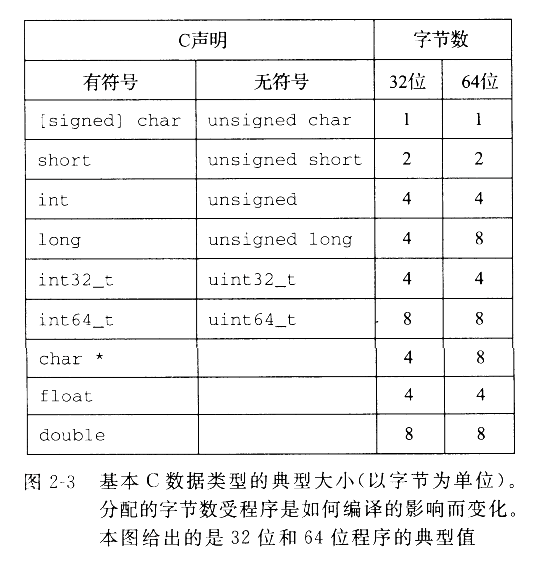 C声明 字节数
有符号 无符号 32位 64位
[signed] char unsigned char 1 1
short unsigned short 2 2
int unsigned 4 4
long unsigned long 4 8
int32_t uint32_t 4 4
int64_t uint64_t 8 8
char * 4 8
float 4 4
double 8 8
图 2-3 基本 C 数据类型的典型大小(以字节为单位)。
分配的字节数受程序是如何编译的影响而变化。
本图给出的是 32 位和 64 位程序的典型值